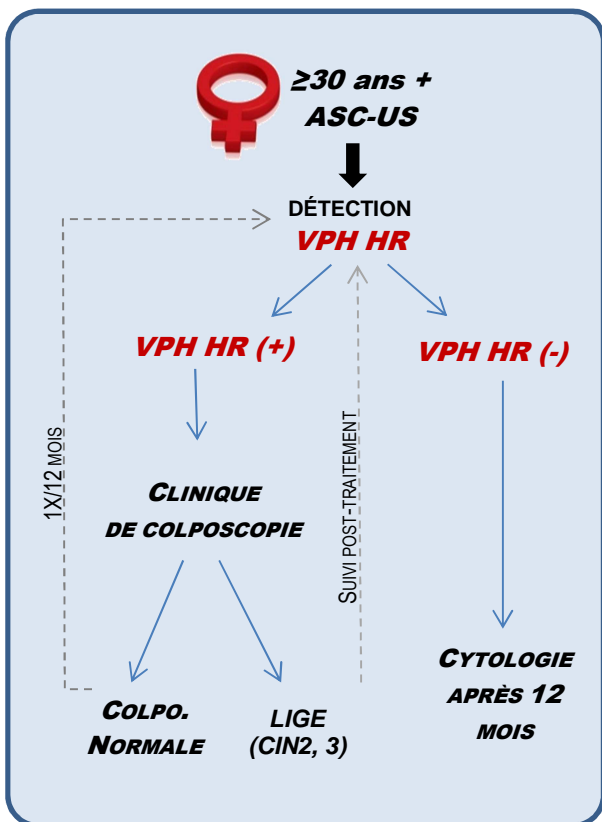 ≥30 ans +
ASC-US
DÉTECTION
VPH HR
VPH HR (+)
VPH HR (-)
1X/12 MOIS
SUIVI POST-TRAITEMENT
CLINIQUE
DE COLPOSCOPIE
COLPO.
NORMALE
LIGE
(CIN2, 3)
CYTOLOGIE
APRÈS 12
MOIS